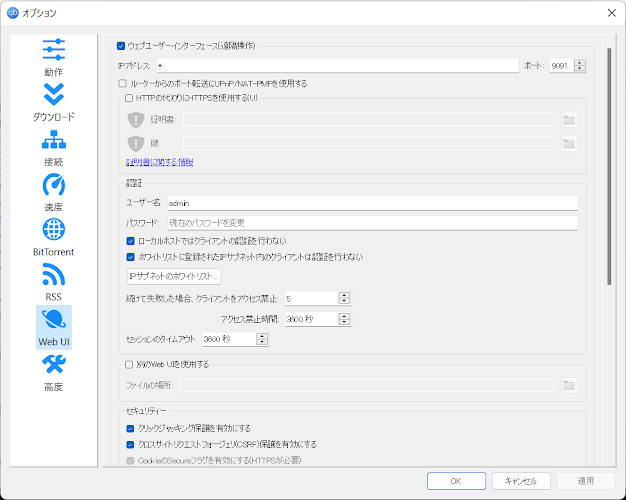 qb オプション
動作
ダウンロード
接続
速度
BitTorrent
RSS
Web UI
高度
ウェブユーザーインターフェース(遠隔操作)
IPアドレス: * ポート: 9091
ルーターからのポート転送にUPnP/NAT-PMPを使用する
HTTPの代わりにHTTPSを使用する(U)
証明書:
鍵:
証明書に関する情報
認証
ユーザー名: admin
パスワード: 現在のパスワードを変更
ローカルホストではクライアントの認証を行わない
ホワイトリストに登録されたIPサブネット内のクライアントは認証を行わない
IPサブネットのホワイトリスト...
続けて失敗した場合、クライアントをアクセス禁止: 5
アクセス禁止時間: 3600 秒
セッションのタイムアウト 3600 秒
別のWeb UIを使用する
ファイルの場所:
セキュリティー
クリックジャッキング保護を有効にする
クロスサイトリクエストフォージェリ(CSRF)保護を有効にする
CookieのSecureフラグを有効にする(HTTPSが必要)
OK キャンセル 適用